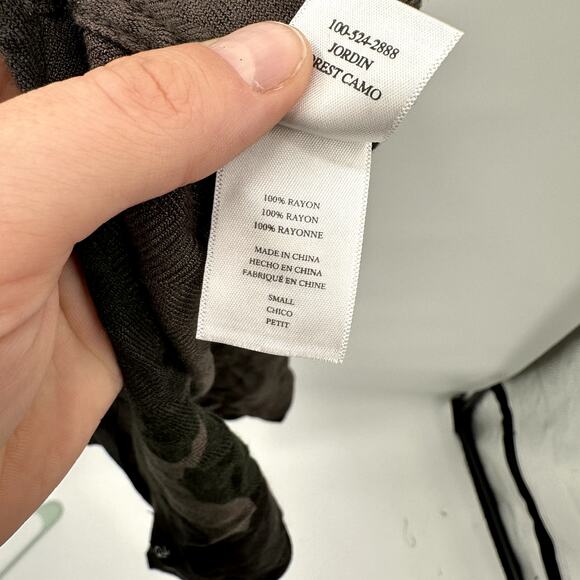 100-524-2888
JORDIN
OREST CAMO
100% RAYON
100% RAYON
100% RAYONNE
MADE IN CHINA
HECHO EN CHINA
FABRIQUÉ EN CHINE
SMALL
CHICO
PETIT